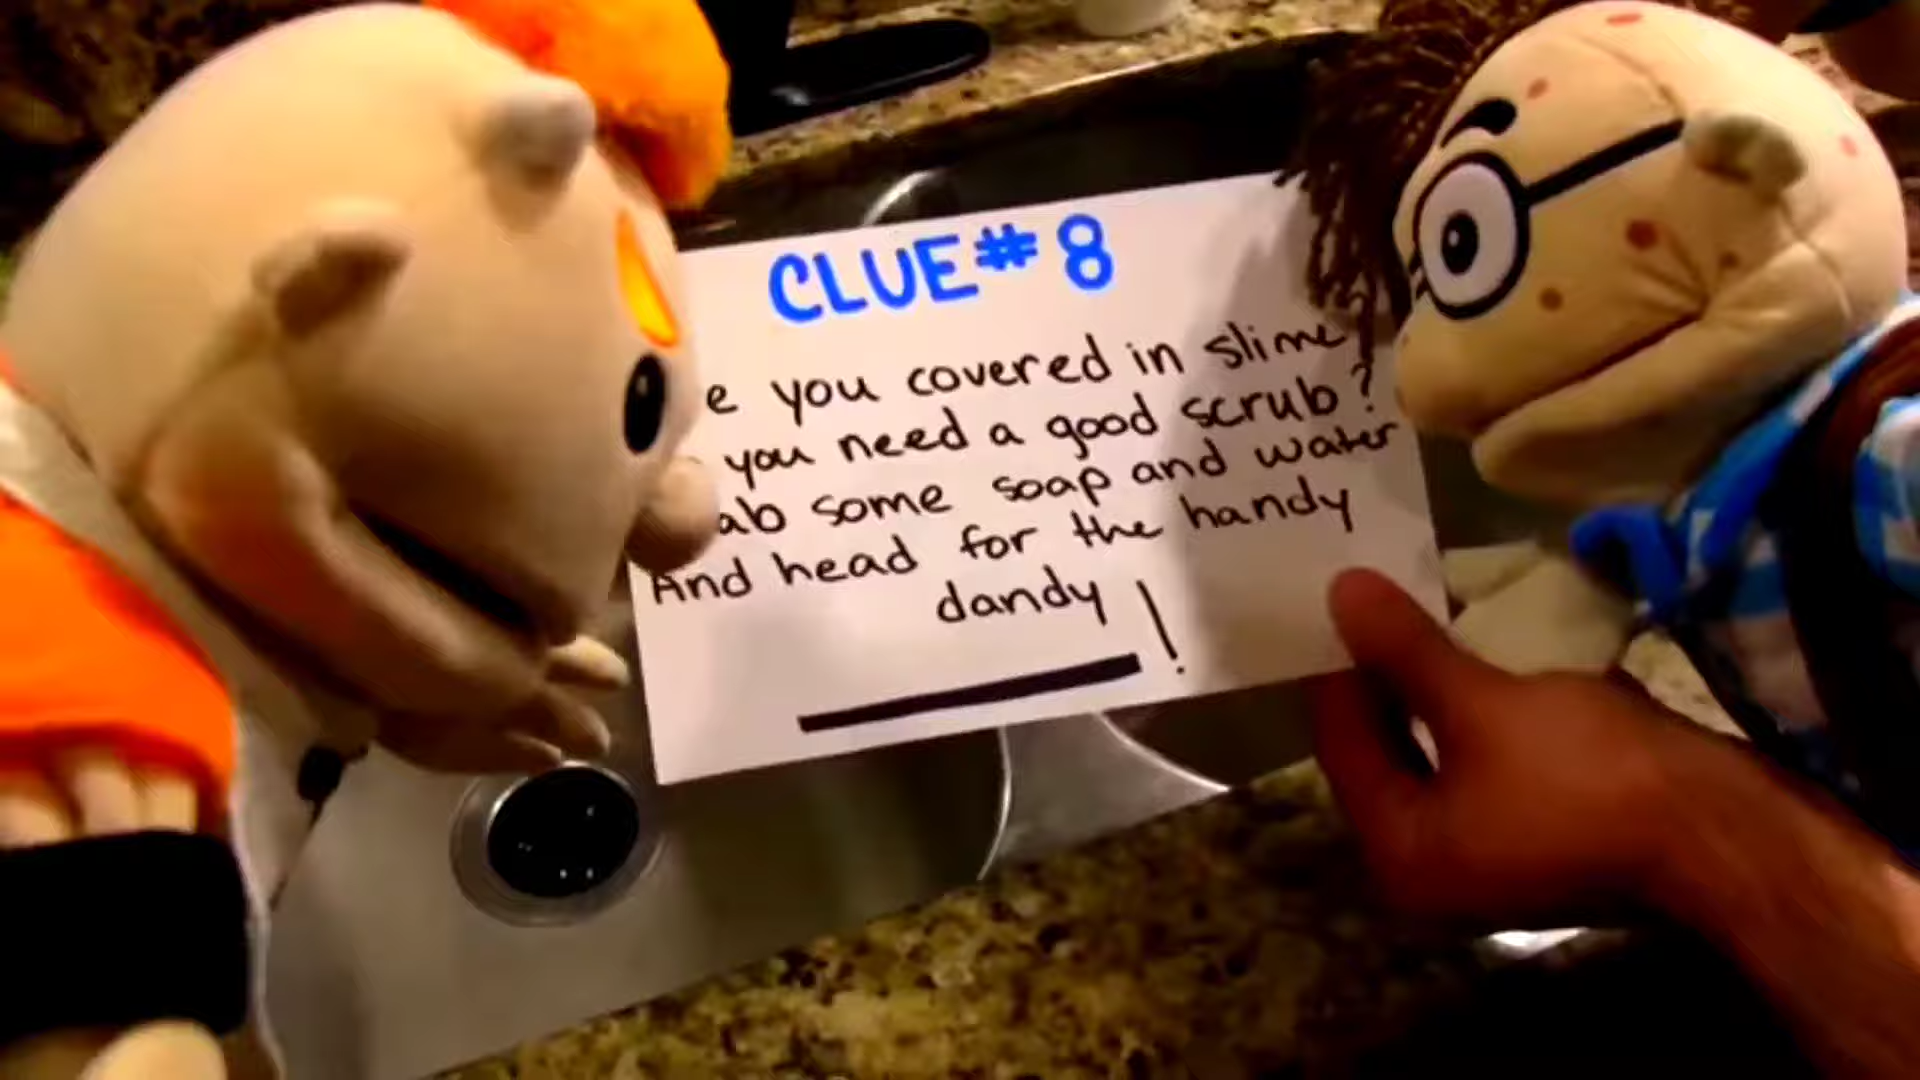 CLUE #8
e you covered in slime?
you need a good scrub?
ab some soap and water
And head for the handy
dandy !